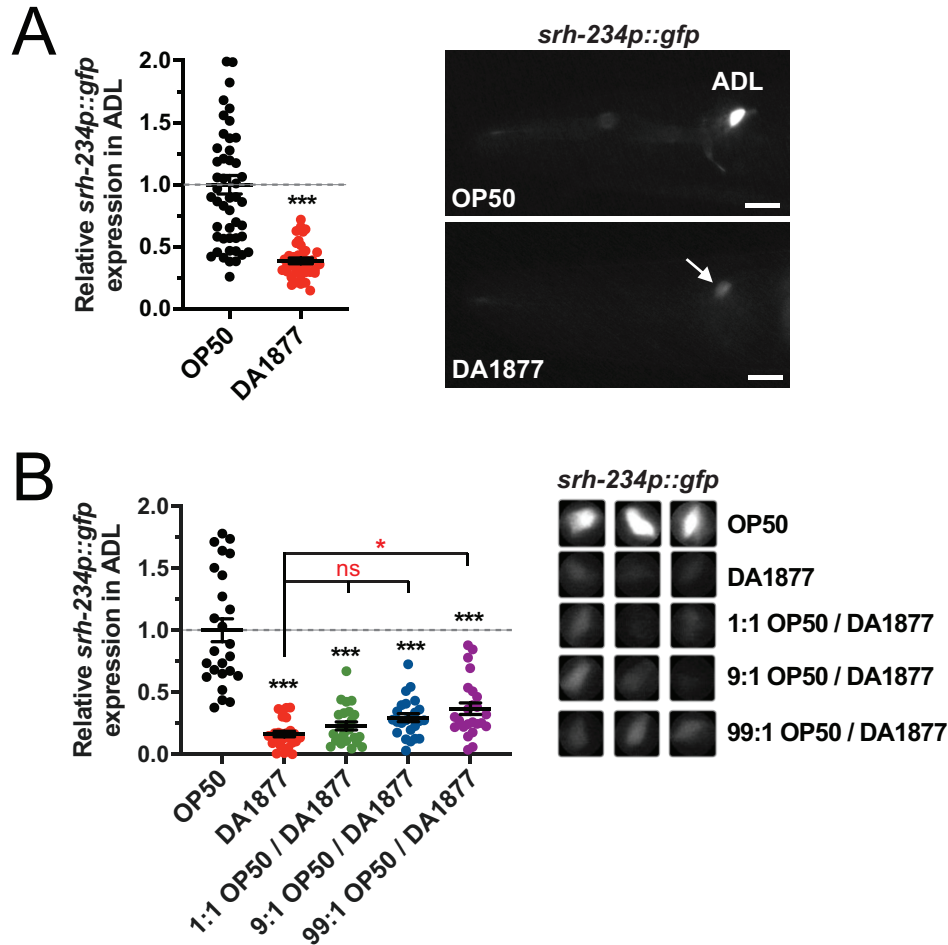 A
Relative srh-234p::gfp
expression in ADL
2.0
1.5
1.0
0.5
0.0
***
OP50
DA1877
srh-234p::gfp
ADL
OP50
DA1877
B
Relative srh-234p::gfp
expression in ADL
2.0
1.5
1.0
0.5
0.0
*
ns
***
***
***
***
OP50
DA1877
1:1 OP50 / DA1877
9:1 OP50 / DA1877
99:1 OP50 / DA1877
srh-234p::gfp
OP50
DA1877
1:1 OP50 / DA1877
9:1 OP50 / DA1877
99:1 OP50 / DA1877